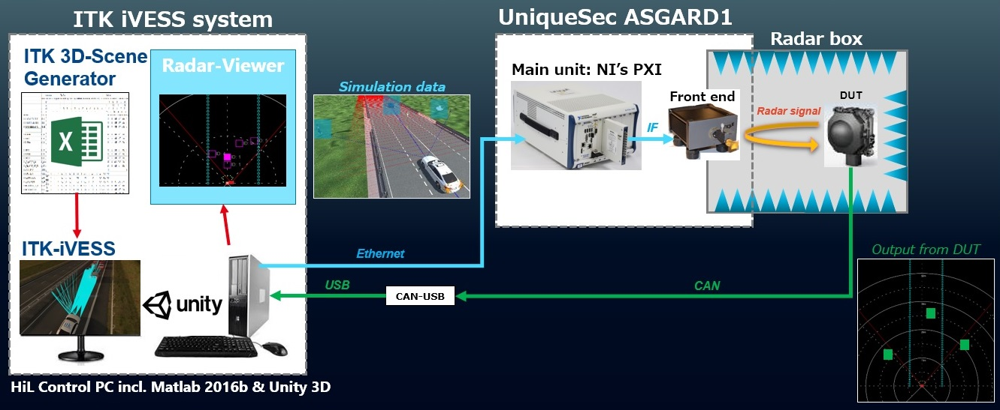 ITK iVESS system
ITK 3D-Scene
Generator
X
Radar-Viewer
ITK-iVESS
unity
HiL Control PC incl. Matlab 2016b & Unity 3D
Simulation data
Ethernet
USB
CAN-USB
CAN
UniqueSec ASGARD1
Main unit: NI's PXI
IF
Front end
Radar box
Radar signal
DUT
Output from DUT